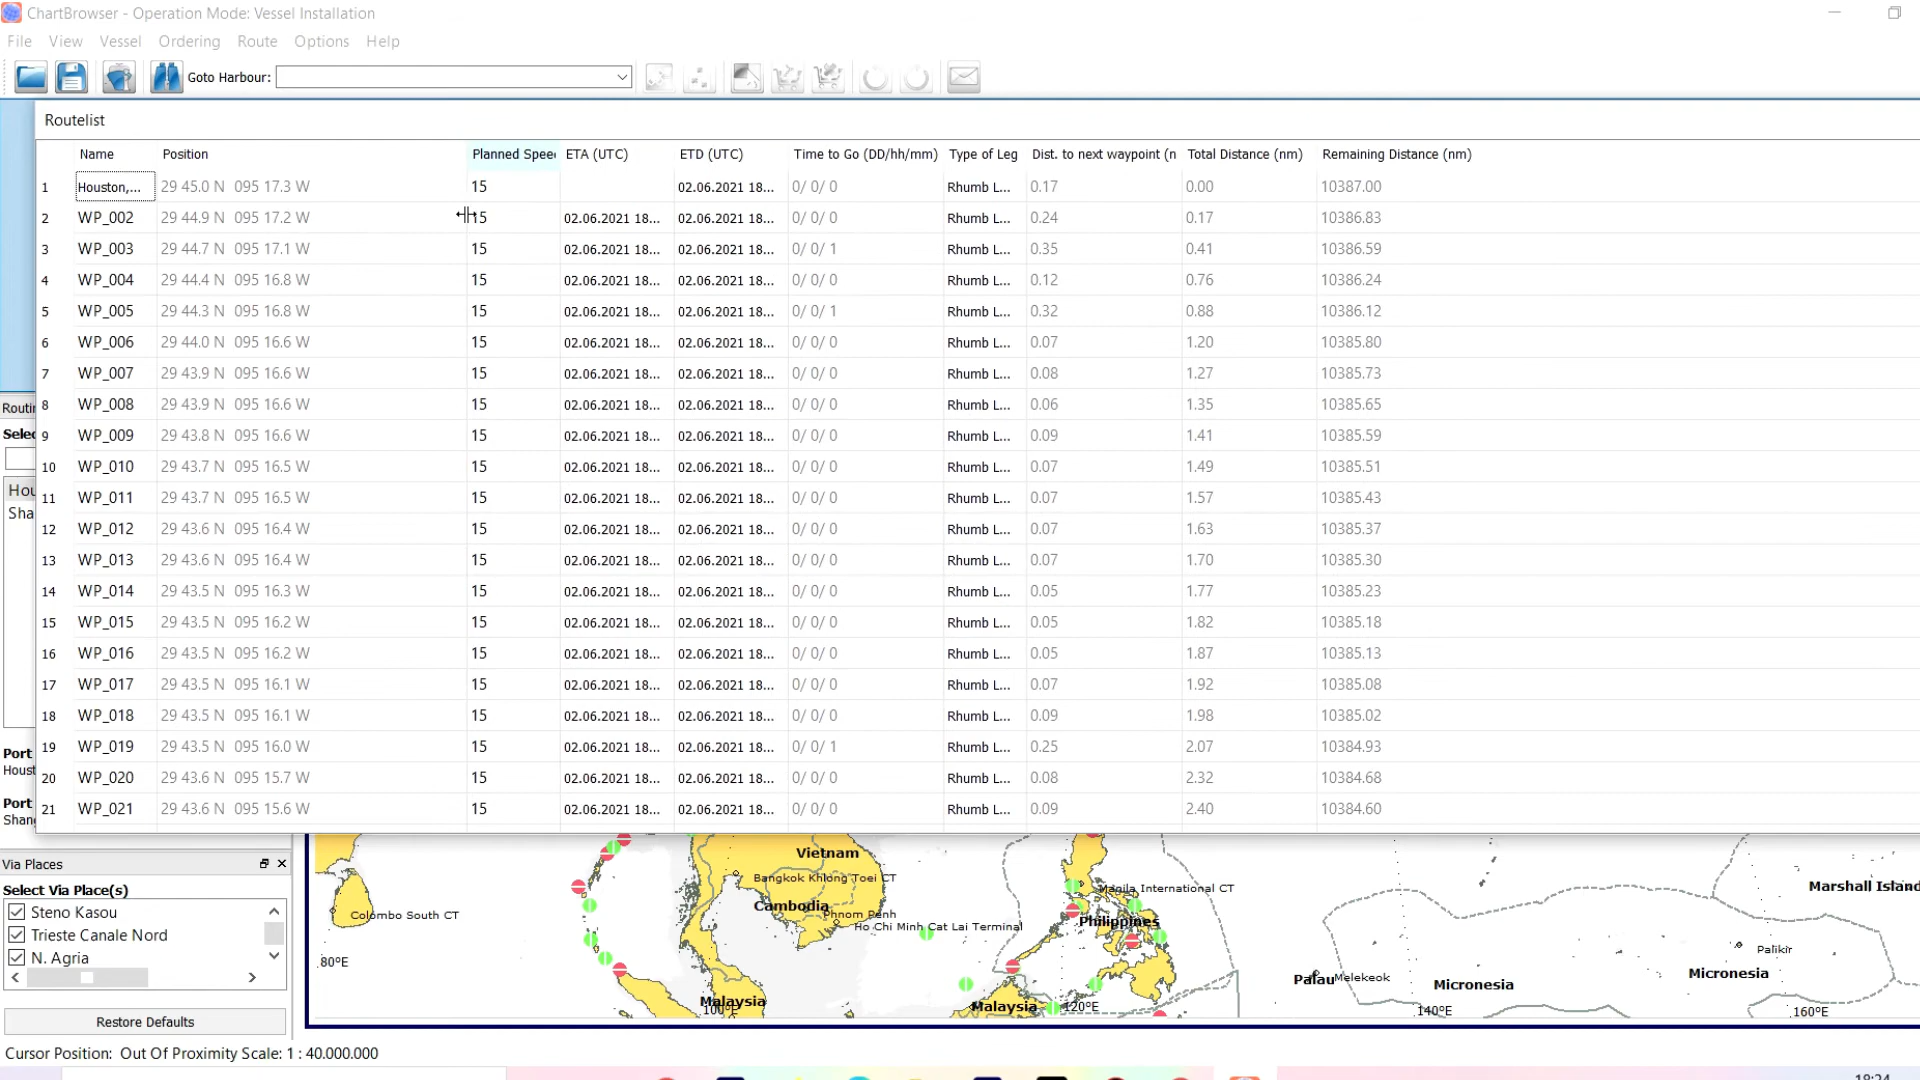 ChartBrowser - Operation Mode: Vessel Installation
File View Vessel Ordering Route Options Help
Goto Harbour:
Routelist
Name Position Planned Spee ETA (UTC) ETD (UTC) Time to Go (DD/hh/mm) Type of Leg Dist. to next waypoint (n Total Distance (nm) Remaining Distance (nm)
1 Houston,... 29 45.0 N 095 17.3 W 15 02.06.2021 18... 0/ 0/ 0 Rhumb L... 0.17 0.00 10387.00
2 WP_002 29 44.9 N 095 17.2 W 15 02.06.2021 18... 02.06.2021 18... 0/ 0/ 0 Rhumb L... 0.24 0.17 10386.83
3 WP_003 29 44.7 N 095 17.1 W 15 02.06.2021 18... 02.06.2021 18... 0/ 0/ 1 Rhumb L... 0.35 0.41 10386.59
4 WP_004 29 44.4 N 095 16.8 W 15 02.06.2021 18... 02.06.2021 18... 0/ 0/ 0 Rhumb L... 0.12 0.76 10386.24
5 WP_005 29 44.3 N 095 16.8 W 15 02.06.2021 18... 02.06.2021 18... 0/ 0/ 1 Rhumb L... 0.32 0.88 10386.12
6 WP_006 29 44.0 N 095 16.6 W 15 02.06.2021 18... 02.06.2021 18... 0/ 0/ 0 Rhumb L... 0.07 1.20 10385.80
7 WP_007 29 43.9 N 095 16.6 W 15 02.06.2021 18... 02.06.2021 18... 0/ 0/ 0 Rhumb L... 0.08 1.27 10385.73
8 WP_008 29 43.9 N 095 16.6 W 15 02.06.2021 18... 02.06.2021 18... 0/ 0/ 0 Rhumb L... 0.06 1.35 10385.65
9 WP_009 29 43.8 N 095 16.6 W 15 02.06.2021 18... 02.06.2021 18... 0/ 0/ 0 Rhumb L... 0.09 1.41 10385.59
10 WP_010 29 43.7 N 095 16.5 W 15 02.06.2021 18... 02.06.2021 18... 0/ 0/ 0 Rhumb L... 0.07 1.49 10385.51
11 WP_011 29 43.7 N 095 16.5 W 15 02.06.2021 18... 02.06.2021 18... 0/ 0/ 0 Rhumb L... 0.07 1.57 10385.43
12 WP_012 29 43.6 N 095 16.4 W 15 02.06.2021 18... 02.06.2021 18... 0/ 0/ 0 Rhumb L... 0.07 1.63 10385.37
13 WP_013 29 43.6 N 095 16.4 W 15 02.06.2021 18... 02.06.2021 18... 0/ 0/ 0 Rhumb L... 0.07 1.70 10385.30
14 WP_014 29 43.5 N 095 16.3 W 15 02.06.2021 18... 02.06.2021 18... 0/ 0/ 0 Rhumb L... 0.05 1.77 10385.23
15 WP_015 29 43.5 N 095 16.2 W 15 02.06.2021 18... 02.06.2021 18... 0/ 0/ 0 Rhumb L... 0.05 1.82 10385.18
16 WP_016 29 43.5 N 095 16.2 W 15 02.06.2021 18... 02.06.2021 18... 0/ 0/ 0 Rhumb L... 0.05 1.87 10385.13
17 WP_017 29 43.5 N 095 16.1 W 15 02.06.2021 18... 02.06.2021 18... 0/ 0/ 0 Rhumb L... 0.07 1.92 10385.08
18 WP_018 29 43.5 N 095 16.1 W 15 02.06.2021 18... 02.06.2021 18... 0/ 0/ 0 Rhumb L... 0.09 1.98 10385.02
19 WP_019 29 43.5 N 095 16.0 W 15 02.06.2021 18... 02.06.2021 18... 0/ 0/ 1 Rhumb L... 0.25 2.07 10384.93
20 WP_020 29 43.6 N 095 15.7 W 15 02.06.2021 18... 02.06.2021 18... 0/ 0/ 0 Rhumb L... 0.08 2.32 10384.68
21 WP_021 29 43.6 N 095 15.6 W 15 02.06.2021 18... 02.06.2021 18... 0/ 0/ 0 Rhumb L... 0.09 2.40 10384.60
Routin
Selec
Hou
Sha
Port
Houst
Port
Shang
Via Places
Select Via Place(s)
Steno Kasou
Trieste Canale Nord
N. Agria
Restore Defaults
Vietnam
Bangkok Khlong Toei CT
Manila International CT
Marshall Island
Colombo South CT
Cambodia
Phnom Penh
Philippines
Ho Chi Minh Cat Lai Terminal
80ºE
Palikir
Palau
Melekeok
Micronesia
Micronesia
Malaysia
100ºE
Malaysia
120ºE
140ºE
160ºE
Cursor Position: Out Of Proximity Scale: 1 : 40.000.000
18:24